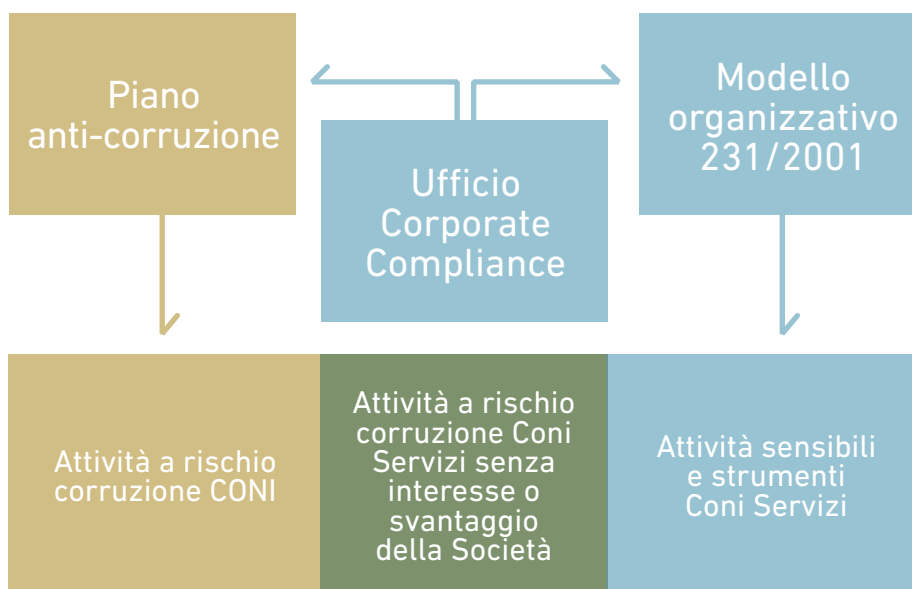 Piano
anti-corruzione
Ufficio
Corporate
Compliance
Modello
organizzativo
231/2001
Attività a rischio
corruzione CONI
Attività a rischio
corruzione Coni
Servizi senza
interesse o
svantaggio
della Società
Attività sensibili
e strumenti
Coni Servizi